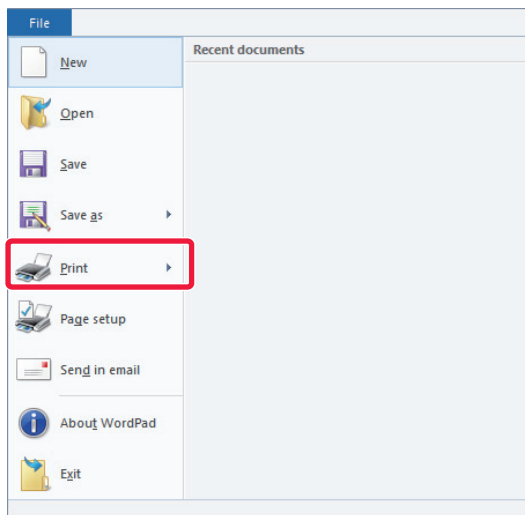 File
Recent documents
New
Open
Save
Save as
Print
Page setup
Send in email
About WordPad
Exit